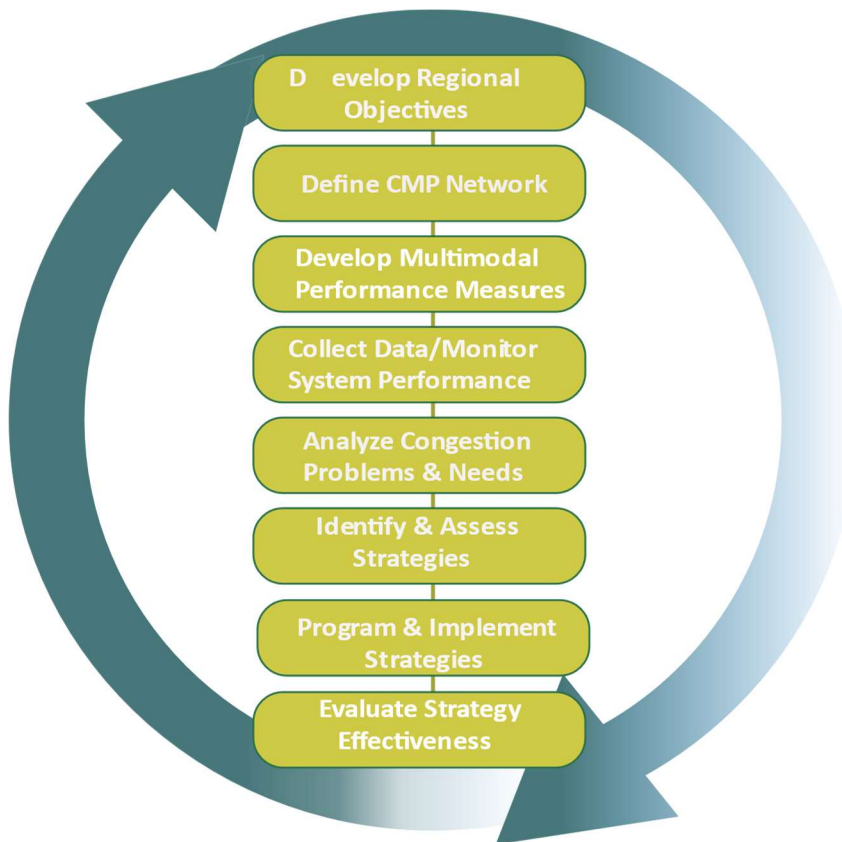 D evelop Regional
Objectives
Define CMP Network
Develop Multimodal
Performance Measures
Collect Data/Monitor
System Performance
Analyze Congestion
Problems & Needs
Identify & Assess
Strategies
Program & Implement
Strategies
Evaluate Strategy
Effectiveness